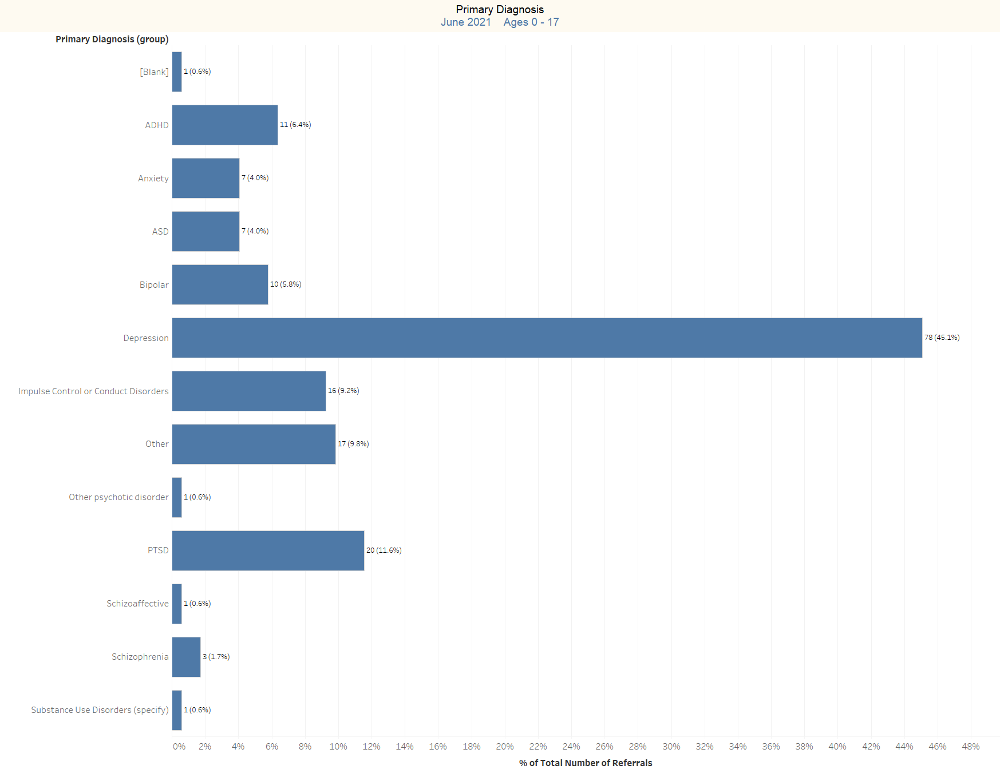 Primary Diagnosis
June 2021 Ages 0 - 17
Primary Diagnosis (group)
[Blank] 1 (0.6%)
ADHD 11 (6.4%)
Anxiety 7 (4.0%)
ASD 7 (4.0%)
Bipolar 10 (5.8%)
Depression 78 (45.1%)
Impulse Control or Conduct Disorders 16 (9.2%)
Other 17 (9.8%)
Other psychotic disorder 1 (0.6%)
PTSD 20 (11.6%)
Schizoaffective 1 (0.6%)
Schizophrenia 3 (1.7%)
Substance Use Disorders (specify) 1 (0.6%)
0% 2% 4% 6% 8% 10% 12% 14% 16% 18% 20% 22% 24% 26% 28% 30% 32% 34% 36% 38% 40% 42% 44% 46% 48%
% of Total Number of Referrals